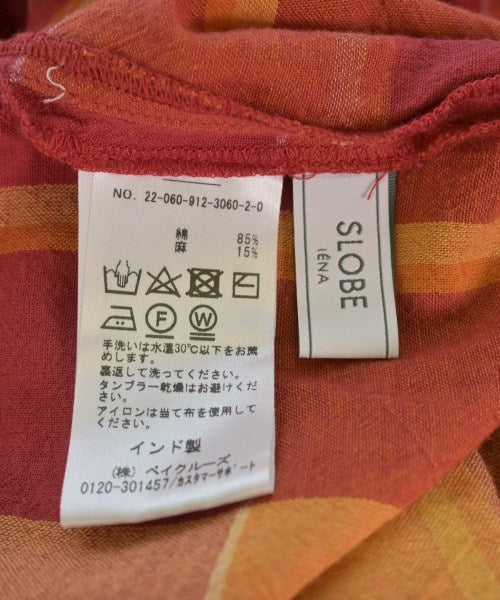 NO. 22-060-912-3060-2-0
綿 85%
麻 15%
F W
手洗いは水温30℃以下をお薦
めします。
裏返して洗ってください。
タンブラー乾燥はお避けください。
アイロンは当て布を使用して
ください。
インド製
(株) ベイクルーズ
0120-301457/カスタマーサポート
SLOBE
IÉNA